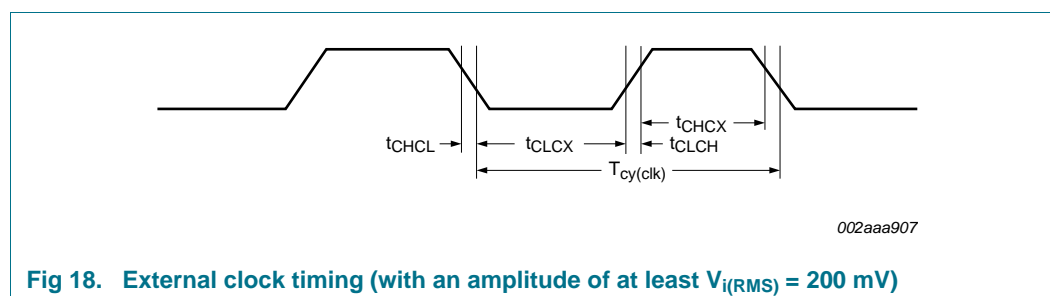 tCHCX
tCHCL tCLCX tCLCH
Tcy(clk)
002aaa907
Fig 18. External clock timing (with an amplitude of at least Vi(RMS) = 200 mV)